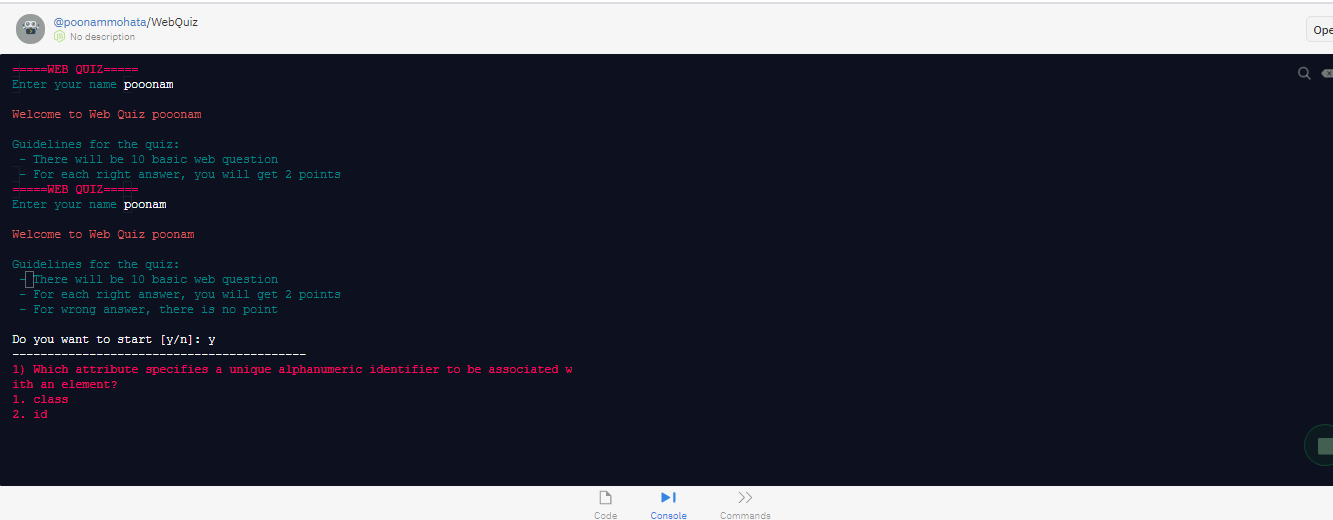 @poonammohata/WebQuiz
No description
Ope
=====WEB QUIZ=====
Enter your name pooonam
Welcome to Web Quiz pooonam
Guidelines for the quiz:
- There will be 10 basic web question
- For each right answer, you will get 2 points
=====WEB QUIZ=====
Enter your name poonam
Welcome to Web Quiz poonam
Guidelines for the quiz:
- There will be 10 basic web question
- For each right answer, you will get 2 points
- For wrong answer, there is no point
Do you want to start [y/n]: y
------------------------------------------
1) Which attribute specifies a unique alphanumeric identifier to be associated w
ith an element?
1. class
2. id
Code Console Commands